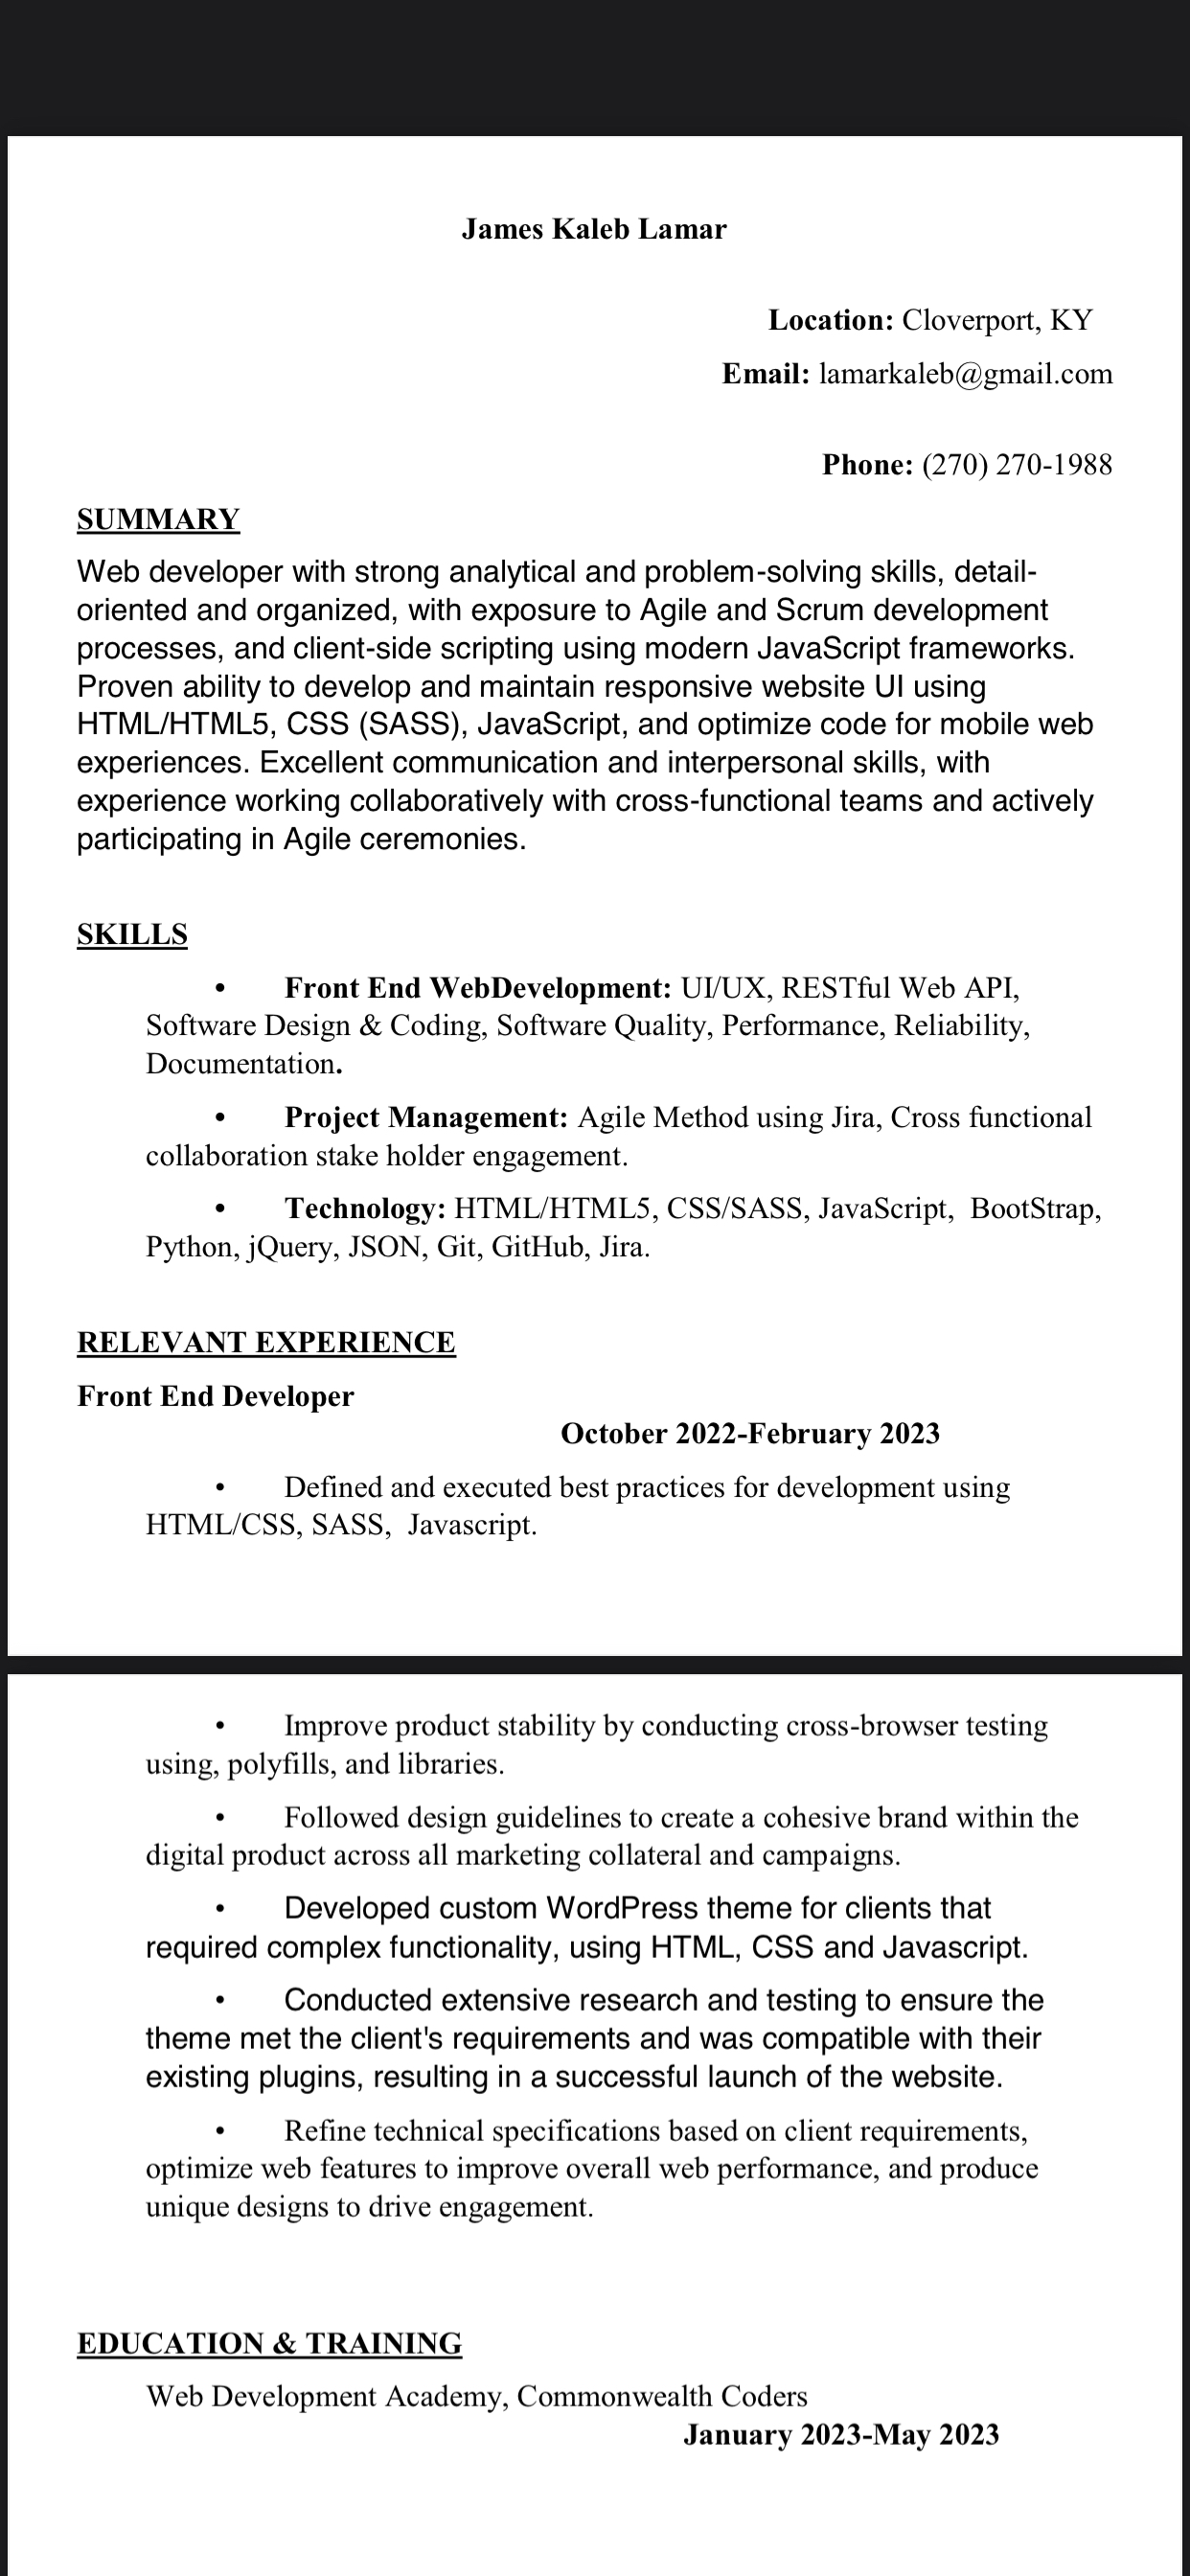 James Kaleb Lamar
Location: Cloverport, KY
Email: lamarkaleb@gmail.com
Phone: (270) 270-1988
SUMMARY
Web developer with strong analytical and problem-solving skills, detail-
oriented and organized, with exposure to Agile and Scrum development
processes, and client-side scripting using modern JavaScript frameworks.
Proven ability to develop and maintain responsive website UI using
HTML/HTML5, CSS (SASS), JavaScript, and optimize code for mobile web
experiences. Excellent communication and interpersonal skills, with
experience working collaboratively with cross-functional teams and actively
participating in Agile ceremonies.
SKILLS
• Front End WebDevelopment: UI/UX, RESTful Web API,
Software Design & Coding, Software Quality, Performance, Reliability,
Documentation.
• Project Management: Agile Method using Jira, Cross functional
collaboration stake holder engagement.
• Technology: HTML/HTML5, CSS/SASS, JavaScript,  BootStrap,
Python, jQuery, JSON, Git, GitHub, Jira.
RELEVANT EXPERIENCE
Front End Developer
October 2022-February 2023
• Defined and executed best practices for development using
HTML/CSS, SASS,  Javascript.
• Improve product stability by conducting cross-browser testing
using, polyfills, and libraries.
• Followed design guidelines to create a cohesive brand within the
digital product across all marketing collateral and campaigns.
• Developed custom WordPress theme for clients that
required complex functionality, using HTML, CSS and Javascript.
• Conducted extensive research and testing to ensure the
theme met the client's requirements and was compatible with their
existing plugins, resulting in a successful launch of the website.
• Refine technical specifications based on client requirements,
optimize web features to improve overall web performance, and produce
unique designs to drive engagement.
EDUCATION & TRAINING
Web Development Academy, Commonwealth Coders
January 2023-May 2023